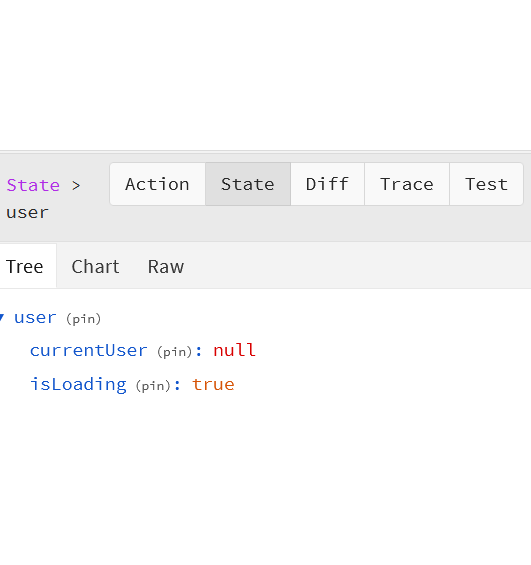 State >
user
Action State Diff Trace Test
Tree Chart Raw
user (pin)
currentUser (pin): null
isLoading (pin): true